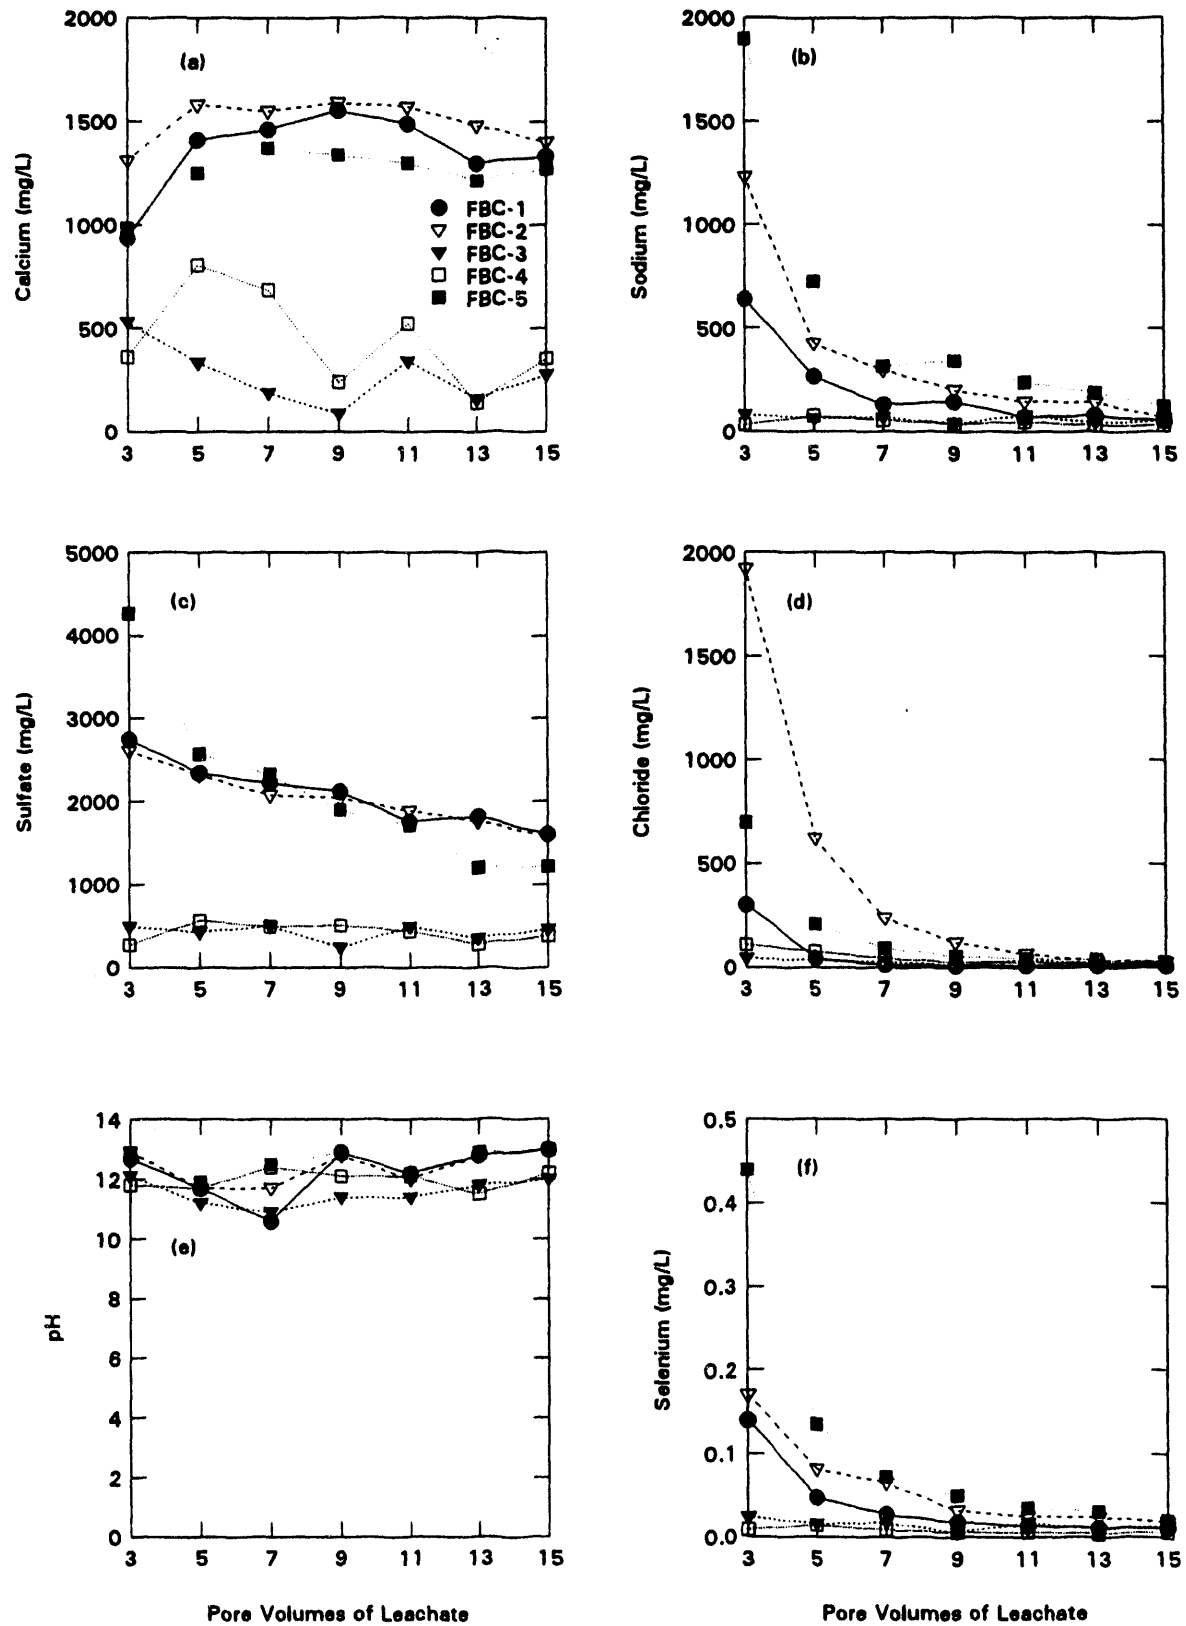 2000
(a)
1500
1000
500
0
Calcium (mg/L)
FBC-1
FBC-2
FBC-3
FBC-4
FBC-5
3 5 7 9 11 13 15
2000
(b)
1500
1000
500
0
Sodium (mg/L)
3 5 7 9 11 13 15
5000
(c)
4000
3000
2000
1000
0
Sulfate (mg/L)
3 5 7 9 11 13 15
2000
(d)
1500
1000
500
0
Chloride (mg/L)
3 5 7 9 11 13 15
14
12
10
(e)
8
6
4
2
0
pH
3 5 7 9 11 13 15
Pore Volumes of Leachate
0.5
(f)
0.4
0.3
0.2
0.1
0.0
Selenium (mg/L)
3 5 7 9 11 13 15
Pore Volumes of Leachate